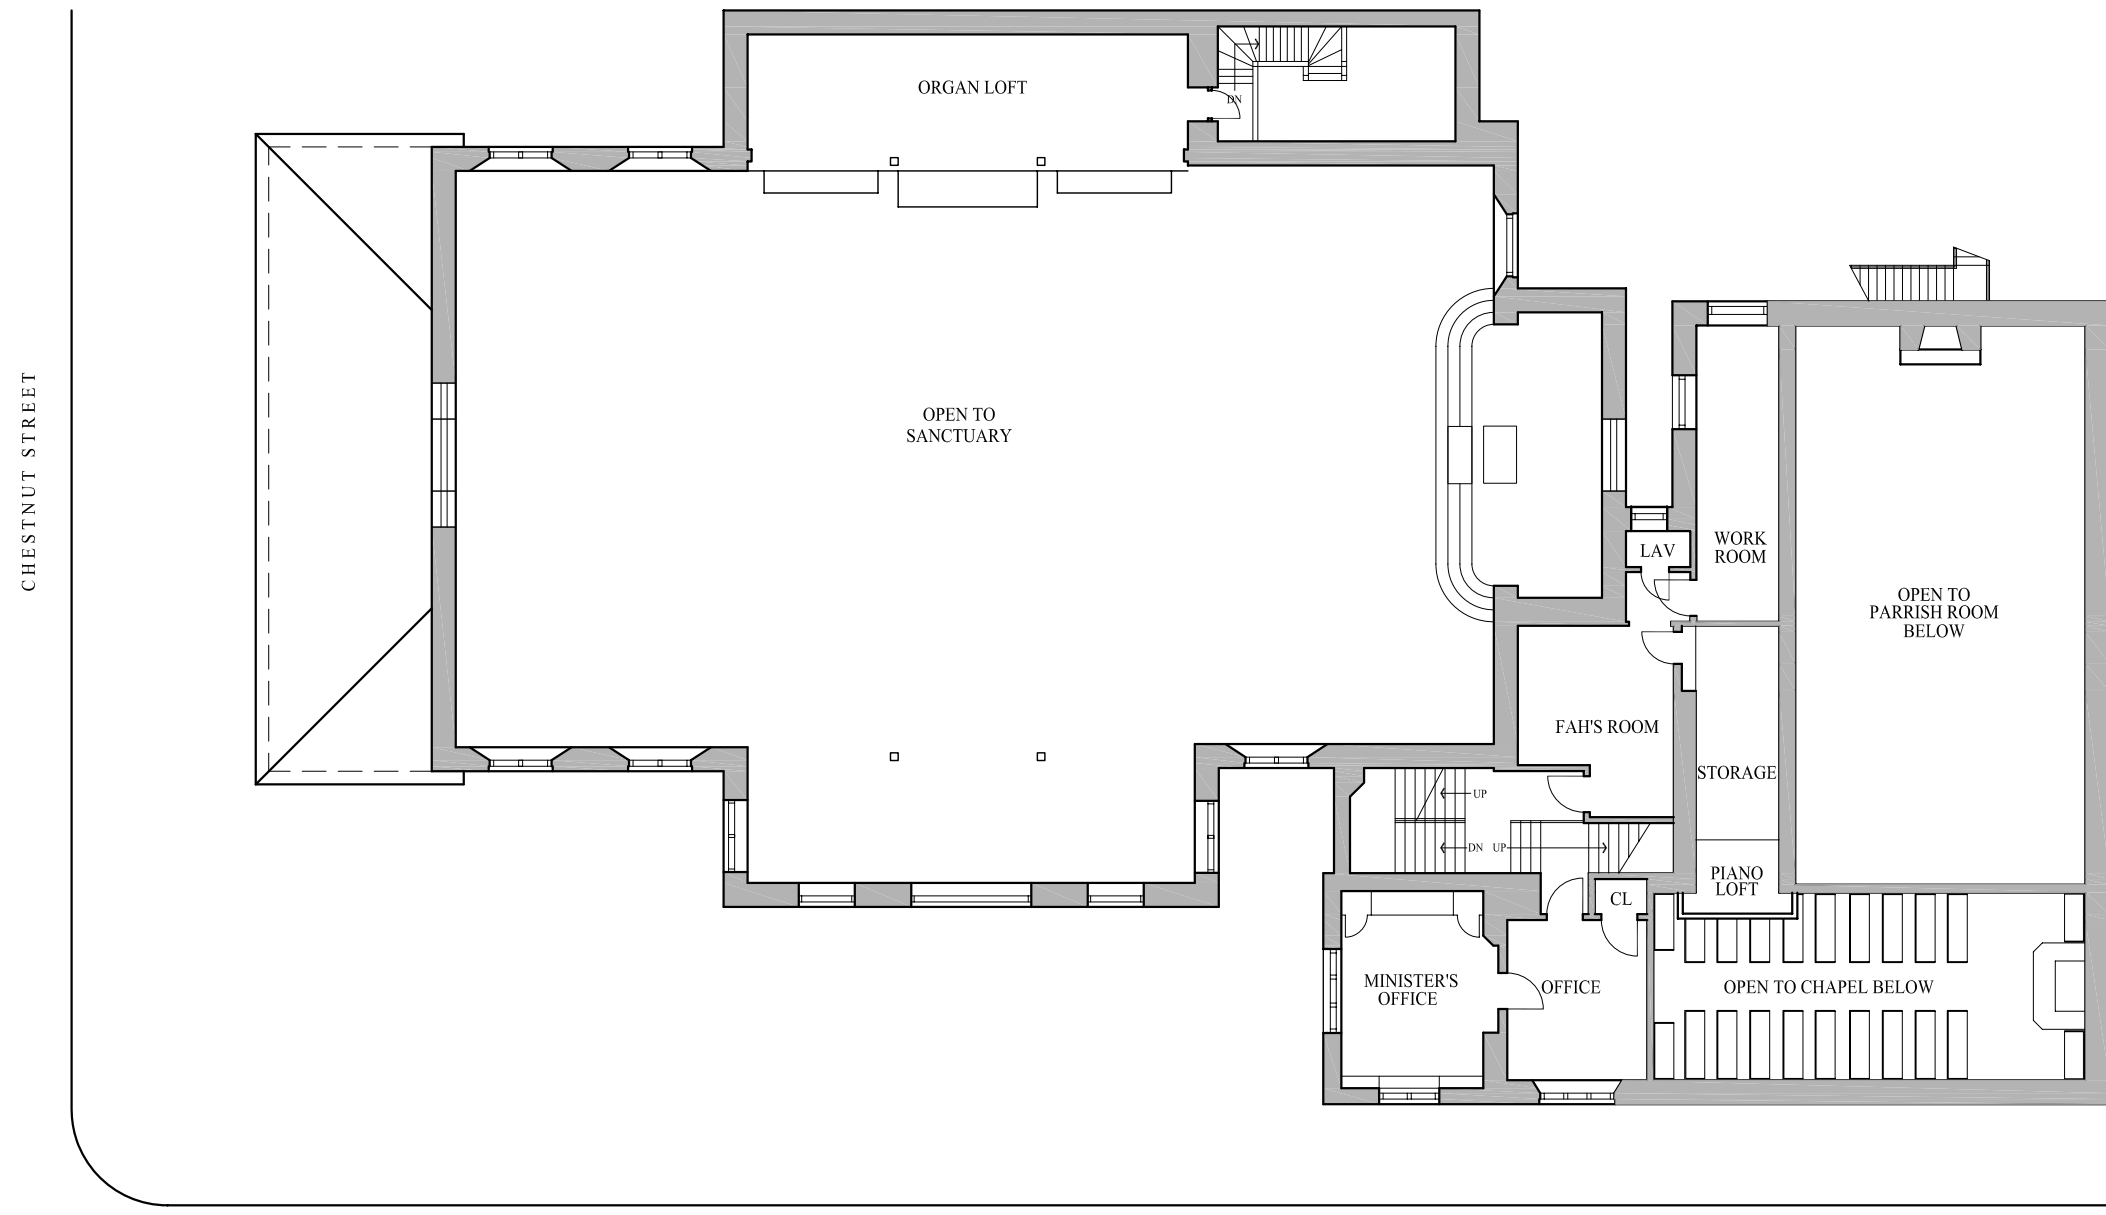 ORGAN LOFT
DN
CHESTNUT STREET
OPEN TO
SANCTUARY
LAV
WORK
ROOM
OPEN TO
PARRISH ROOM
BELOW
FAH'S ROOM
STORAGE
UP
DN UP
PIANO
LOFT
CL
MINISTER'S
OFFICE
OFFICE
OPEN TO CHAPEL BELOW